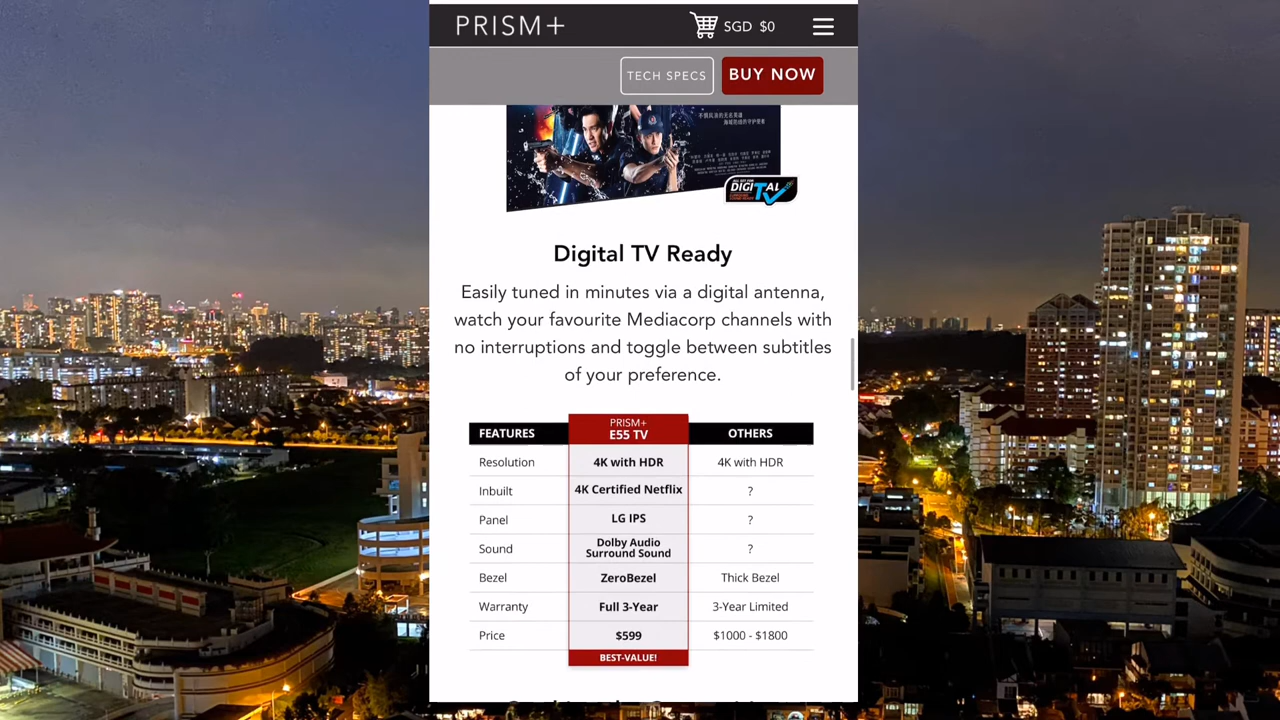 PRISM+
SGD $0
TECH SPECS
BUY NOW
DIGITAL
TV
Digital TV Ready
Easily tuned in minutes via a digital antenna,
watch your favourite Mediacorp channels with
no interruptions and toggle between subtitles
of your preference.
FEATURES PRISM+ E55 TV OTHERS
Resolution 4K with HDR 4K with HDR
Inbuilt 4K Certified Netflix ?
Panel LG IPS ?
Sound Dolby Audio Surround Sound ?
Bezel ZeroBezel Thick Bezel
Warranty Full 3-Year 3-Year Limited
Price $599 $1000 - $1800
BEST-VALUE!